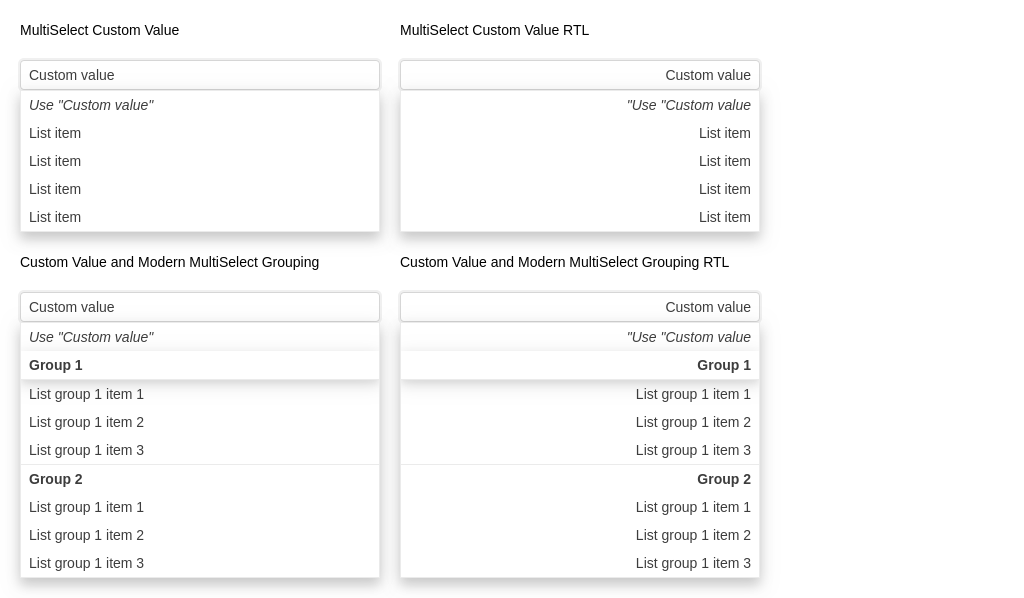 MultiSelect Custom Value
Custom value
Use "Custom value"
List item
List item
List item
List item
MultiSelect Custom Value RTL
Custom value
"Use "Custom value
List item
List item
List item
List item
Custom Value and Modern MultiSelect Grouping
Custom value
Use "Custom value"
Group 1
List group 1 item 1
List group 1 item 2
List group 1 item 3
Group 2
List group 1 item 1
List group 1 item 2
List group 1 item 3
Custom Value and Modern MultiSelect Grouping RTL
Custom value
"Use "Custom value
Group 1
List group 1 item 1
List group 1 item 2
List group 1 item 3
Group 2
List group 1 item 1
List group 1 item 2
List group 1 item 3